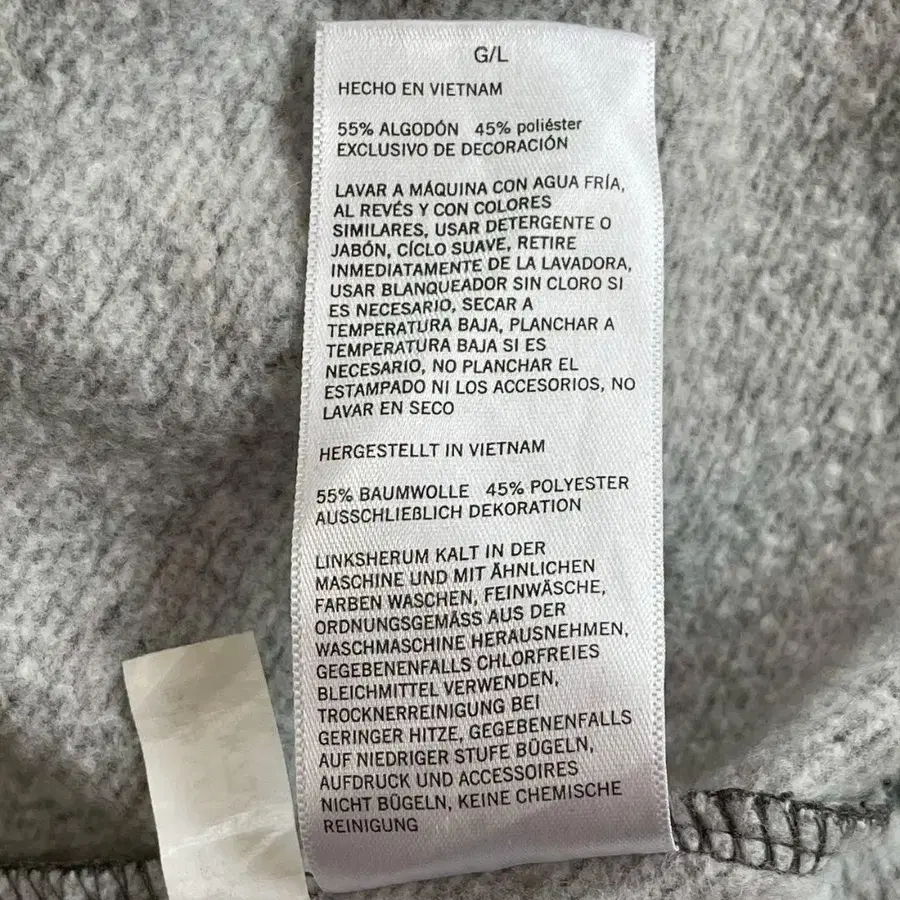 G/L
HECHO EN VIETNAM
55% ALGODÓN 45% poliéster
EXCLUSIVO DE DECORACIÓN
LAVAR A MÁQUINA CON AGUA FRÍA,
AL REVÉS Y CON COLORES
SIMILARES, USAR DETERGENTE O
JABÓN, CÍCLO SUAVE, RETIRE
INMEDIATAMENTE DE LA LAVADORA,
USAR BLANQUEADOR SIN CLORO SI
ES NECESARIO, SECAR A
TEMPERATURA BAJA, PLANCHAR A
TEMPERATURA BAJA SI ES
NECESARIO, NO PLANCHAR EL
ESTAMPADO NI LOS ACCESORIOS, NO
LAVAR EN SECO
HERGESTELLT IN VIETNAM
55% BAUMWOLLE 45% POLYESTER
AUSSCHLIEßLICH DEKORATION
LINKSHERUM KALT IN DER
MASCHINE UND MIT ÄHNLICHEN
FARBEN WASCHEN, FEINWÄSCHE,
ORDNUNGSGEMÄSS AUS DER
WASCHMASCHINE HERAUSNEHMEN,
GEGEBENENFALLS CHLORFREIES
BLEICHMITTEL VERWENDEN,
TROCKNERREINIGUNG BEI
GERINGER HITZE, GEGEBENENFALLS
AUF NIEDRIGER STUFE BÜGELN,
AUFDRUCK UND ACCESSOIRES
NICHT BÜGELN, KEINE CHEMISCHE
REINIGUNG